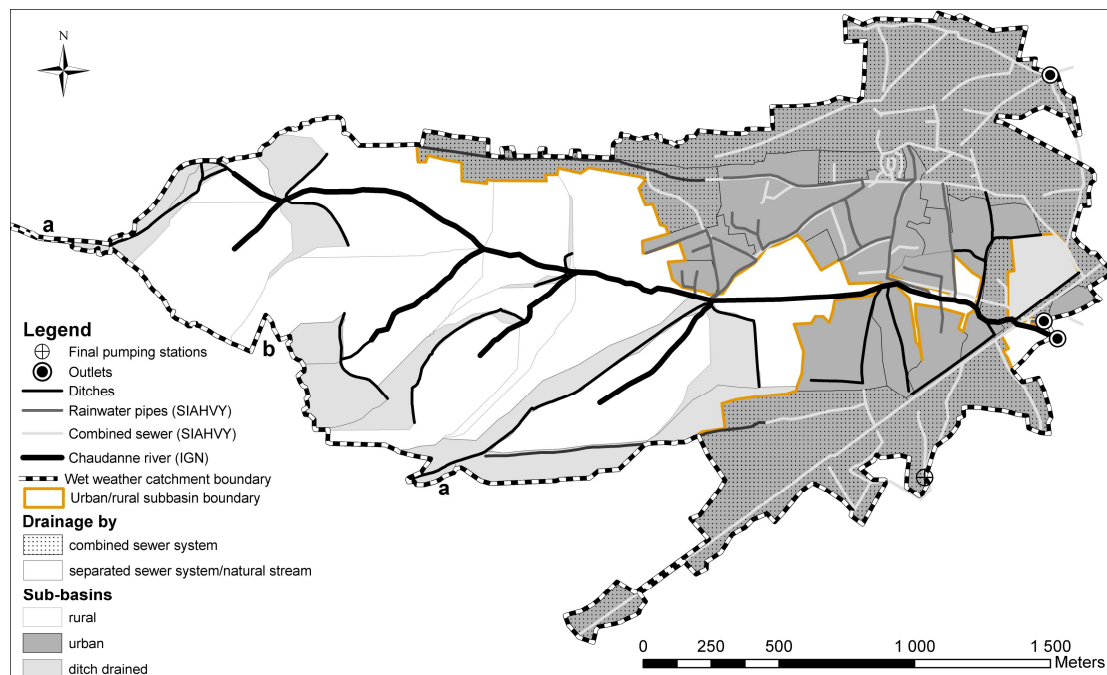 N
a
b
a
Legend
Final pumping stations
Outlets
Ditches
Rainwater pipes (SIAHVY)
Combined sewer (SIAHVY)
Chaudanne river (IGN)
Wet weather catchment boundary
Urban/rural subbasin boundary
Drainage by
combined sewer system
separated sewer system/natural stream
Sub-basins
rural
urban
ditch drained
0 250 500 1 000 1 500
Meters